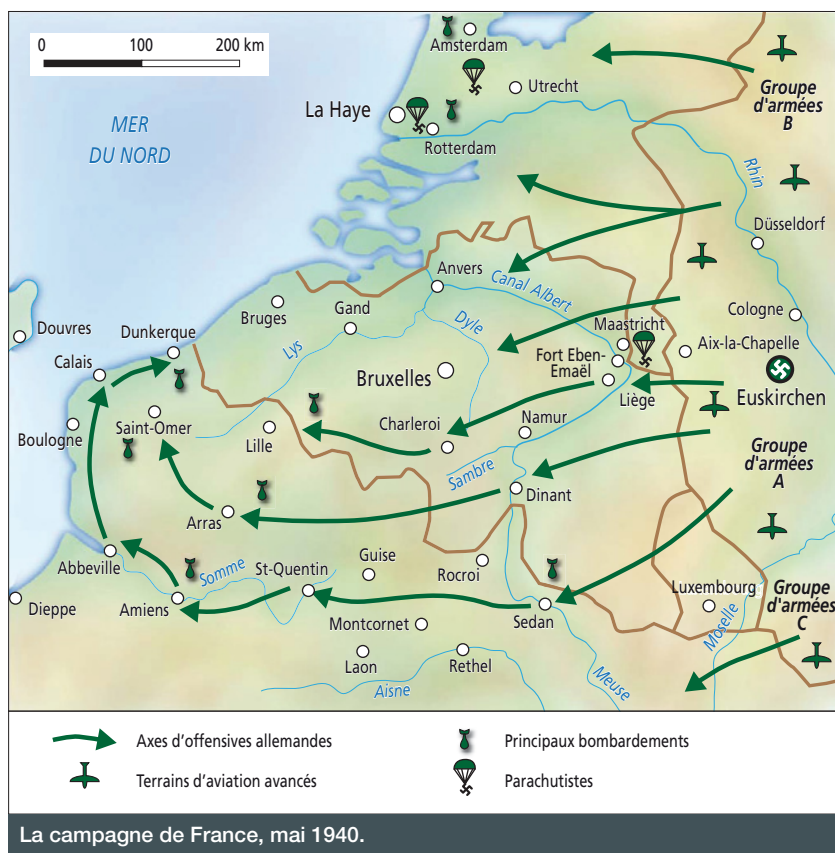 0 100 200 km
Amsterdam
Utrecht
Groupe
d'armées
B
La Haye
MER
DU NORD
Rotterdam
Rhin
Düsseldorf
Anvers
Canal Albert
Bruges
Gand
Dyle
Cologne
Douvres
Dunkerque
Lys
Maastricht
Aix-la-Chapelle
Calais
Bruxelles
Fort Eben-
Emaël
Euskirchen
Liège
Saint-Omer
Boulogne
Lille
Charleroi
Namur
Groupe
d'armées
A
Sambre
Dinant
Arras
Abbeville
Somme
St-Quentin
Guise
Rocroi
Luxembourg
Groupe
d'armées
C
Dieppe
Amiens
Sedan
Moselle
Montcornet
Laon
Rethel
Aisne
Meuse
Axes d'offensives allemandes
Principaux bombardements
Terrains d'aviation avancés
Parachutistes
La campagne de France, mai 1940.